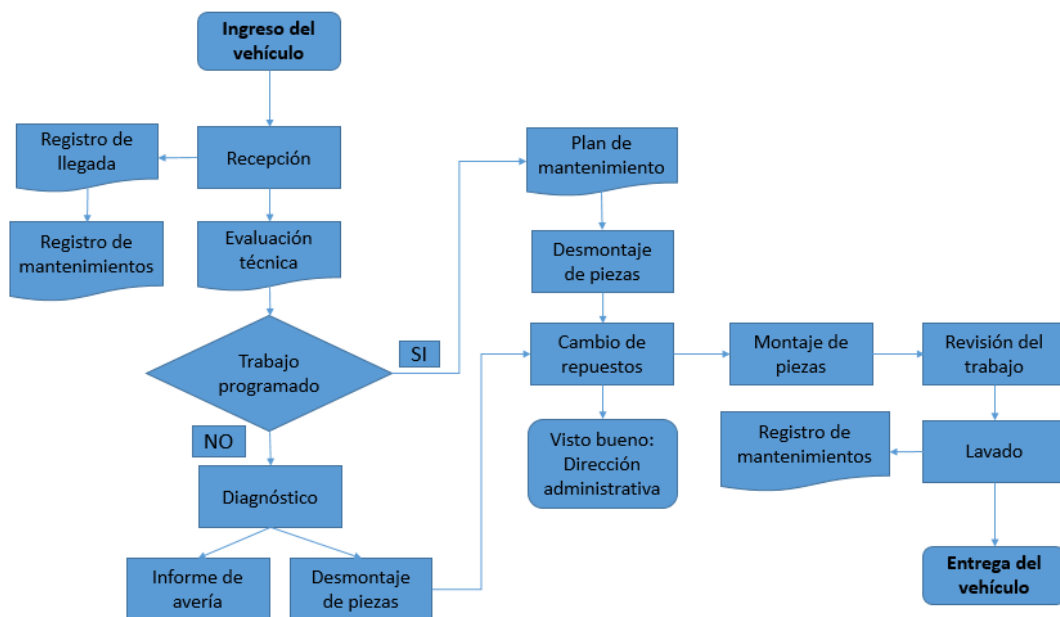 Ingreso del
vehículo
Registro de
llegada
Recepción
Plan de
mantenimiento
Registro de
mantenimientos
Evaluación
técnica
Desmontaje
de piezas
Trabajo
programado
SI
Cambio de
repuestos
Montaje de
piezas
Revisión del
trabajo
NO
Visto bueno:
Dirección
administrativa
Registro de
mantenimientos
Lavado
Diagnóstico
Informe de
avería
Desmontaje
de piezas
Entrega del
vehículo